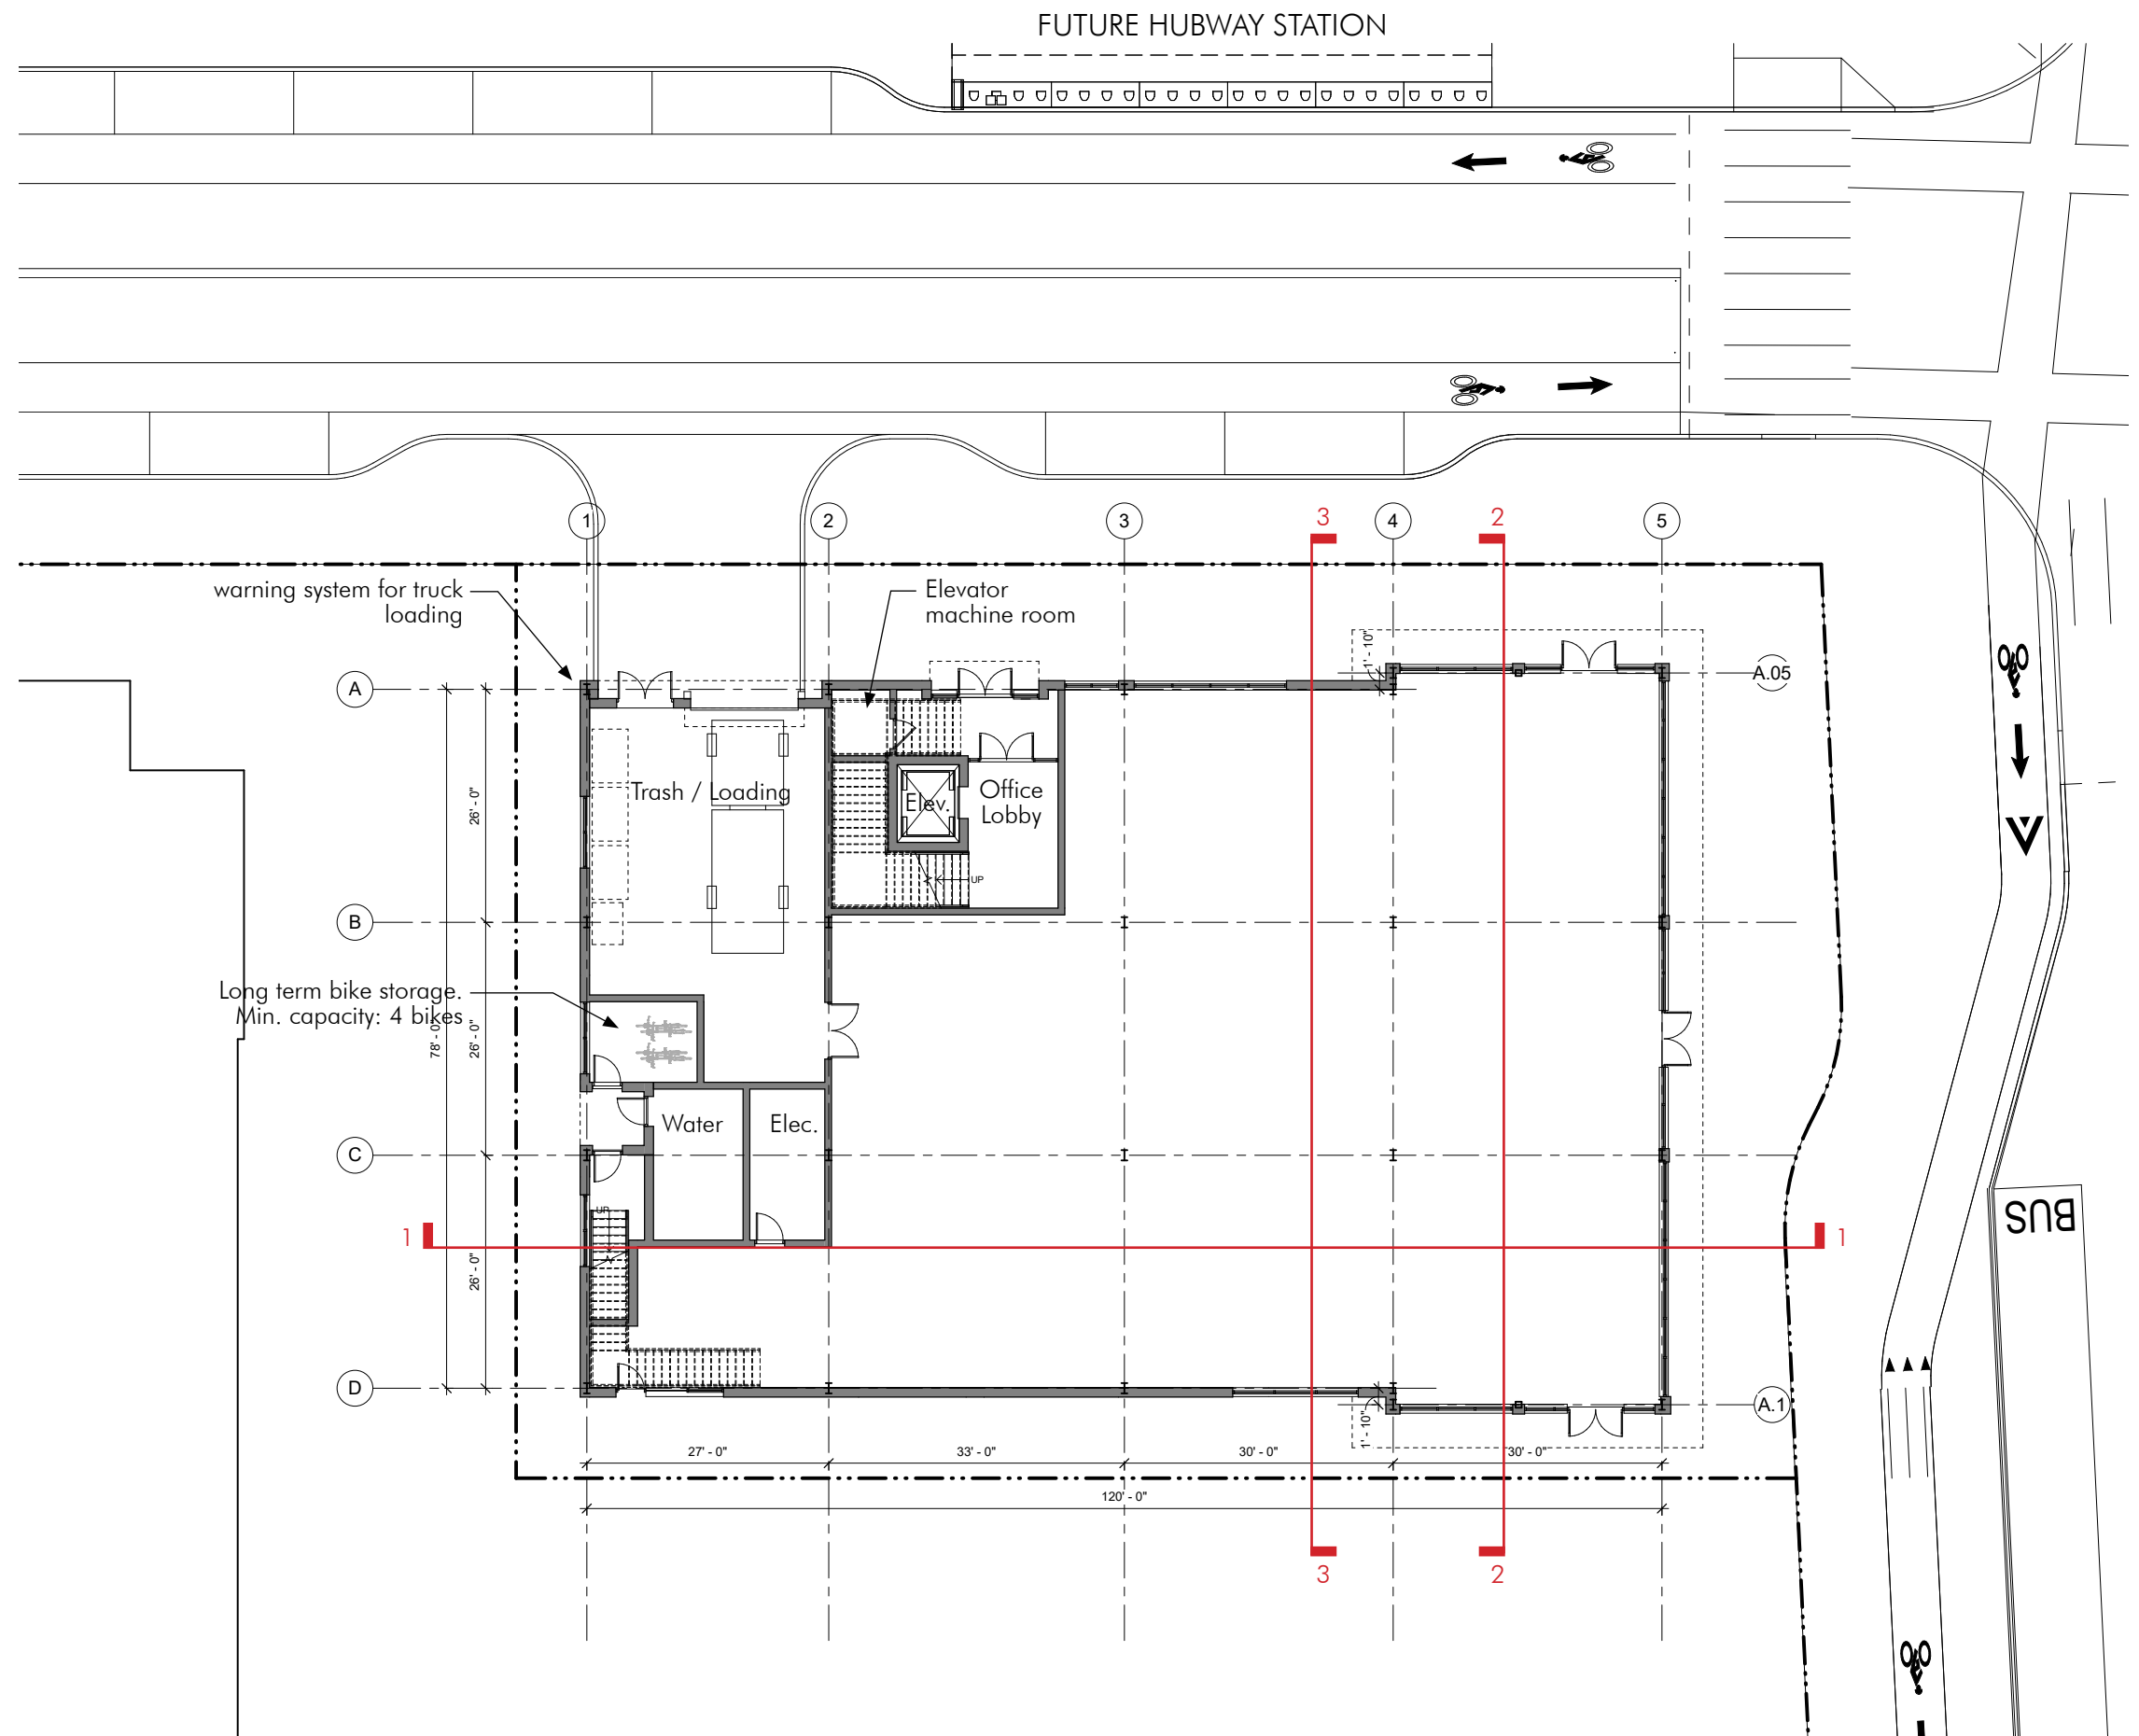 FUTURE HUBWAY STATION
1
2
3
3
4
2
5
warning system for truck
loading
Elevator
machine room
1' - 10"
A.05
A
Trash / Loading
26' - 0"
Elev.
Office
Lobby
UP
B
Long term bike storage.
Min. capacity: 4 bikes
78' - 0"
26' - 0"
Water
Elec.
C
UP
BUS
1
1
26' - 0"
D
A.1
1' - 10"
27' - 0"
33' - 0"
30' - 0"
30' - 0"
120' - 0"
3
2